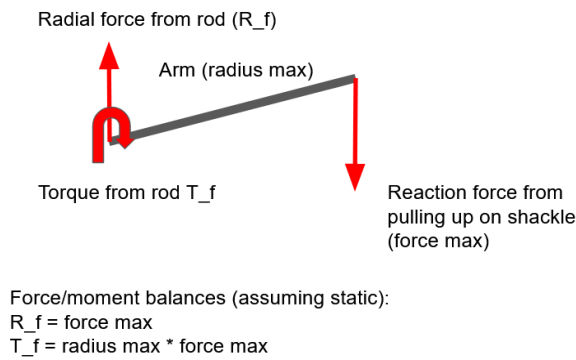 Radial force from rod (R_f)
Arm (radius max)
Torque from rod T_f
Reaction force from
pulling up on shackle
(force max)
Force/moment balances (assuming static):
R_f = force max
T_f = radius max * force max